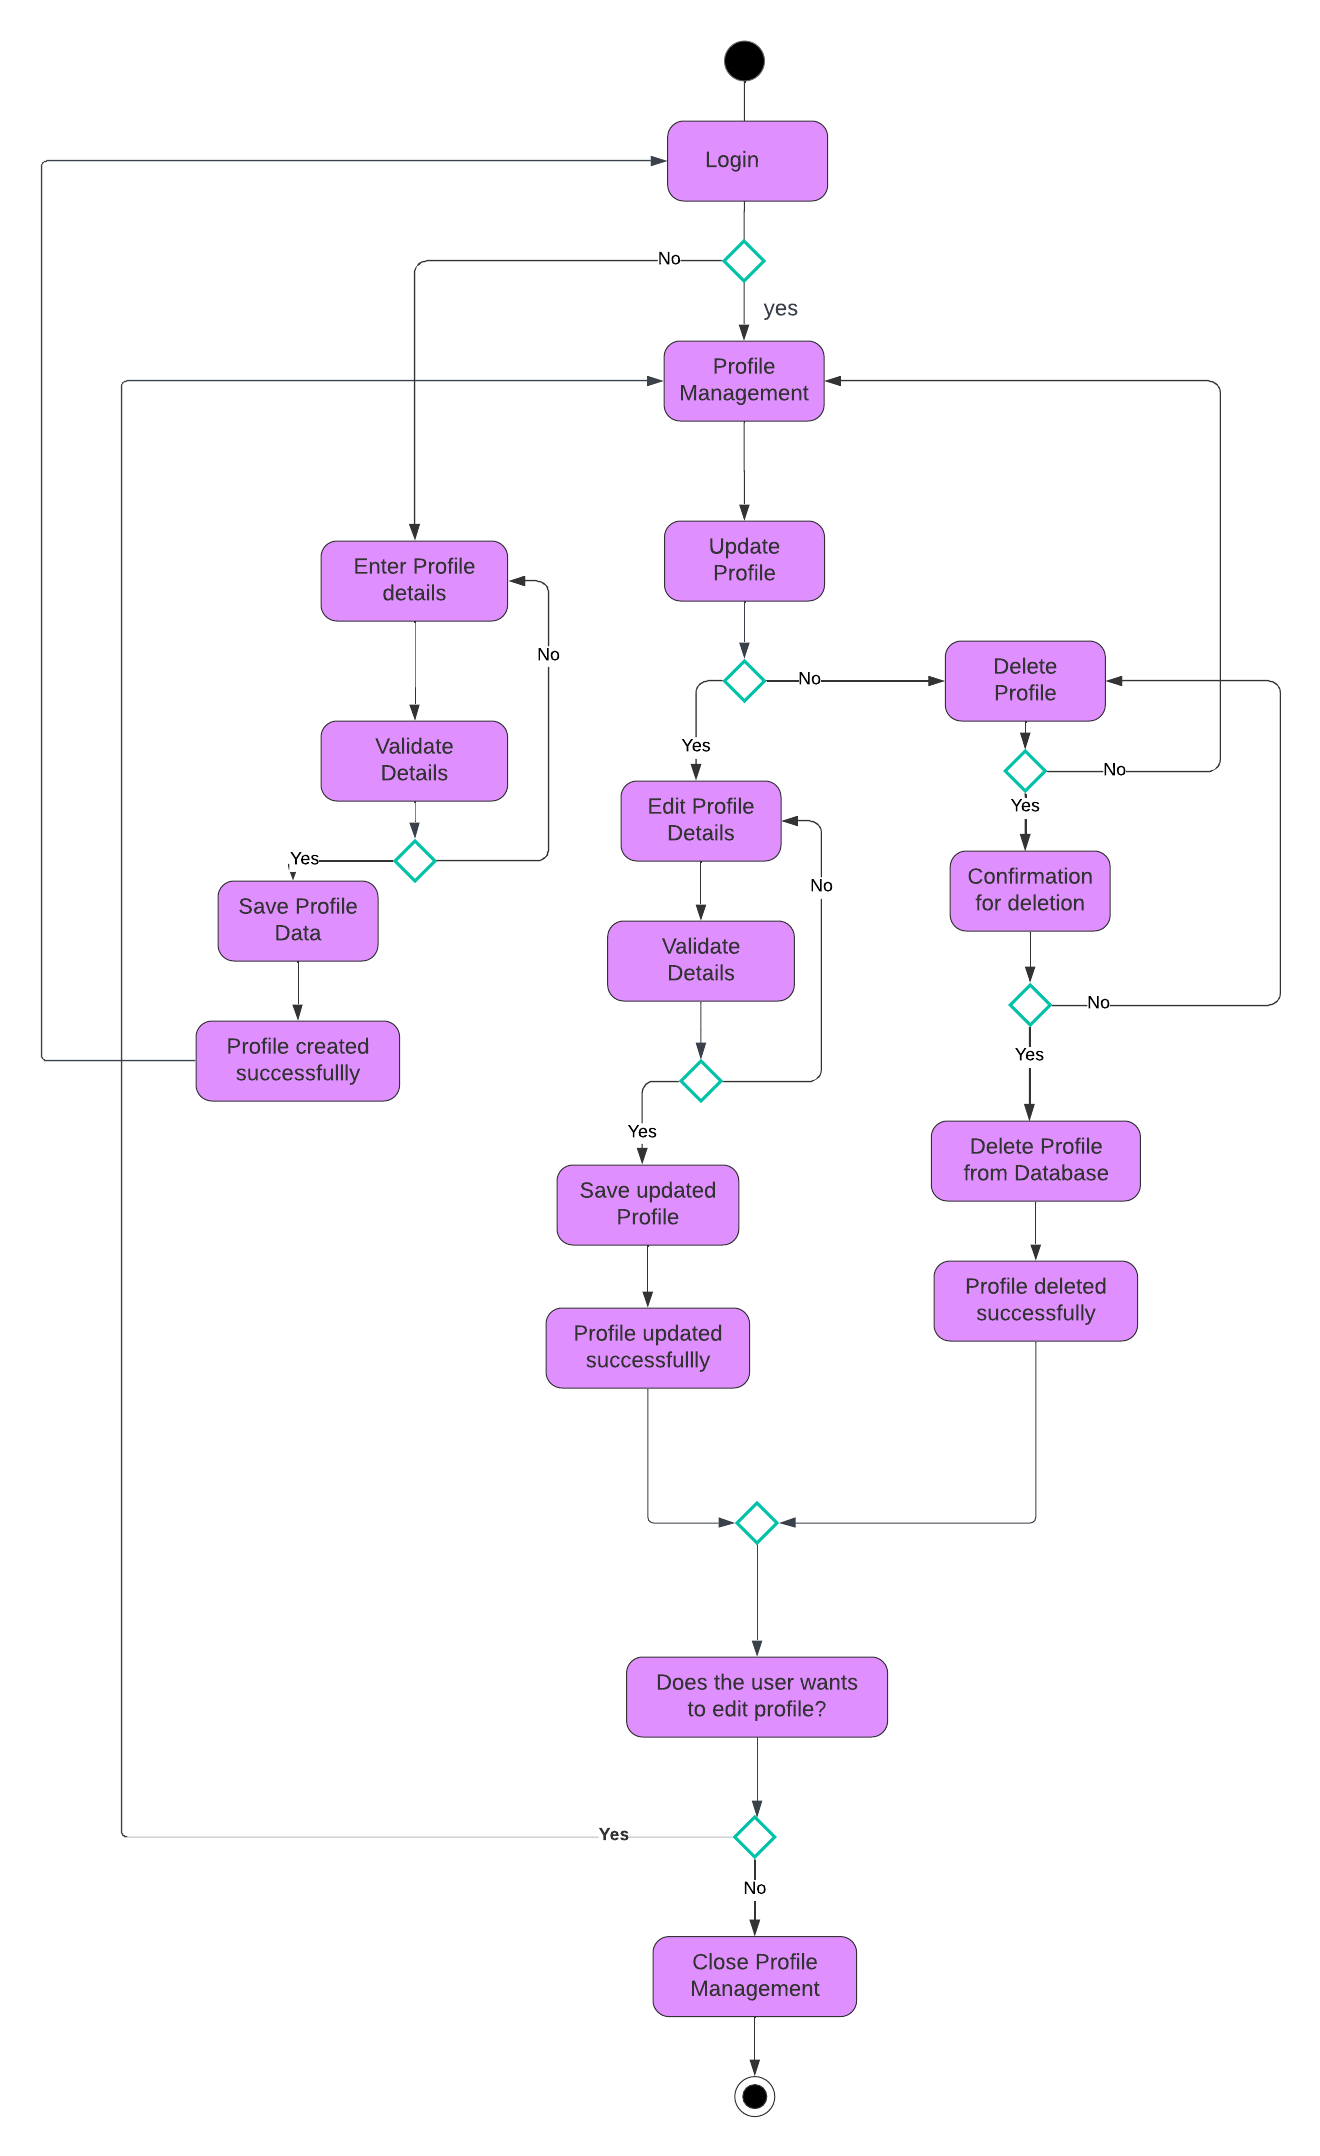 Login
No
yes
Profile
Management
Update
Profile
Enter Profile
details
No
No
Delete
Profile
Validate
Details
Yes
No
Edit Profile
Details
Yes
Yes
No
Confirmation
for deletion
Save Profile
Data
Validate
Details
No
Profile created
successfullly
Yes
Yes
Delete Profile
from Database
Save updated
Profile
Profile deleted
successfully
Profile updated
successfullly
Does the user wants
to edit profile?
Yes
No
Close Profile
Management